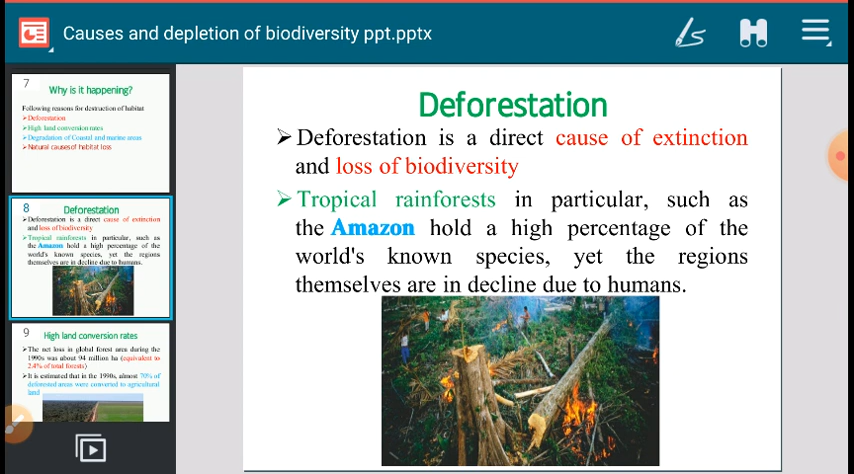 Causes and depletion of biodiversity ppt.pptx
7
Why is it happening?
Following reasons for destruction of habitat
➢Deforestation
➢High land conversion rates
➢Degradation of Coastal and marine areas
➢Natural causes of habitat loss
8
Deforestation
➢Deforestation is a direct cause of extinction
and loss of biodiversity
➢Tropical rainforests in particular, such as
the Amazon hold a high percentage of the
world's known species, yet the regions
themselves are in decline due to humans.
9
High land conversion rates
➢The net loss in global forest area during the
1990s was about 94 million ha (equivalent to
2.4% of total forests)
➢It is estimated that in the 1990s, almost 70% of
deforested areas were converted to agricultural
land
Deforestation
➢Deforestation is a direct cause of extinction
and loss of biodiversity
➢Tropical rainforests in particular, such as
the Amazon hold a high percentage of the
world's known species, yet the regions
themselves are in decline due to humans.